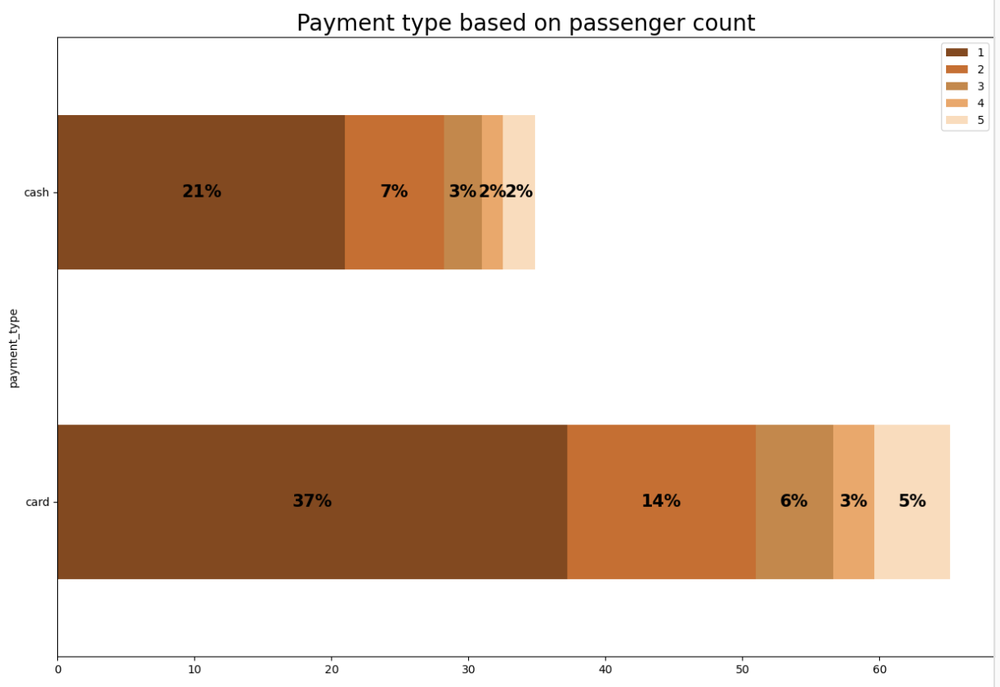 Payment type based on passenger count
1
2
3
4
5
cash
21% 7% 3% 2% 2%
payment_type
card
37% 14% 6% 3% 5%
0 10 20 30 40 50 60